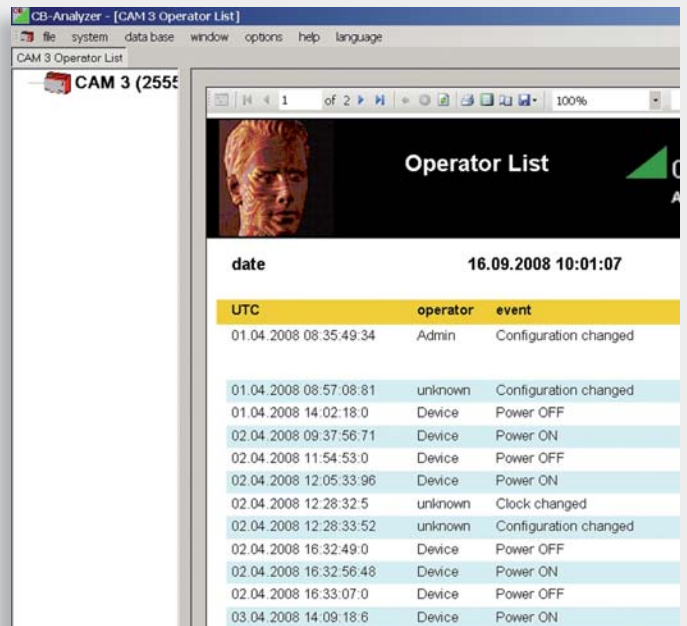 CB-Analyzer - [CAM 3 Operator List]
file system data base window options help language
CAM 3 Operator List
CAM 3 (2555
1 of 2 100%
Operator List
date 16.09.2008 10:01:07
UTC operator event
01.04.2008 08:35:49:34 Admin Configuration changed
01.04.2008 08:57:08:81 unknown Configuration changed
01.04.2008 14:02:18:0 Device Power OFF
02.04.2008 09:37:56:71 Device Power ON
02.04.2008 11:54:53:0 Device Power OFF
02.04.2008 12:05:33:96 Device Power ON
02.04.2008 12:28:32:5 unknown Clock changed
02.04.2008 12:28:33:52 unknown Configuration changed
02.04.2008 16:32:49:0 Device Power OFF
02.04.2008 16:32:56:48 Device Power ON
02.04.2008 16:33:07:0 Device Power OFF
03.04.2008 14:09:18:6 Device Power ON